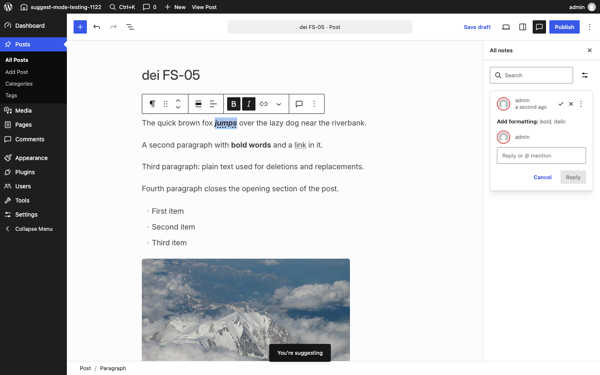 suggest-mode-testing-1122
Ctrl+K
0
New
View Post
admin
Dashboard
Posts
All Posts
Add Post
Categories
Tags
Media
Pages
Comments
Appearance
Plugins
Users
Tools
Settings
Collapse Menu
dei FS-05 · Post
Save draft
Publish
dei FS-05
B
I
The quick brown fox jumps over the lazy dog near the riverbank.
A second paragraph with bold words and a link in it.
Third paragraph: plain text used for deletions and replacements.
Fourth paragraph closes the opening section of the post.
· First item
· Second item
· Third item
You're suggesting
Post / Paragraph
All notes
Search
admin
a second ago
Add formatting: bold, italic
admin
Reply or @ mention
Cancel
Reply